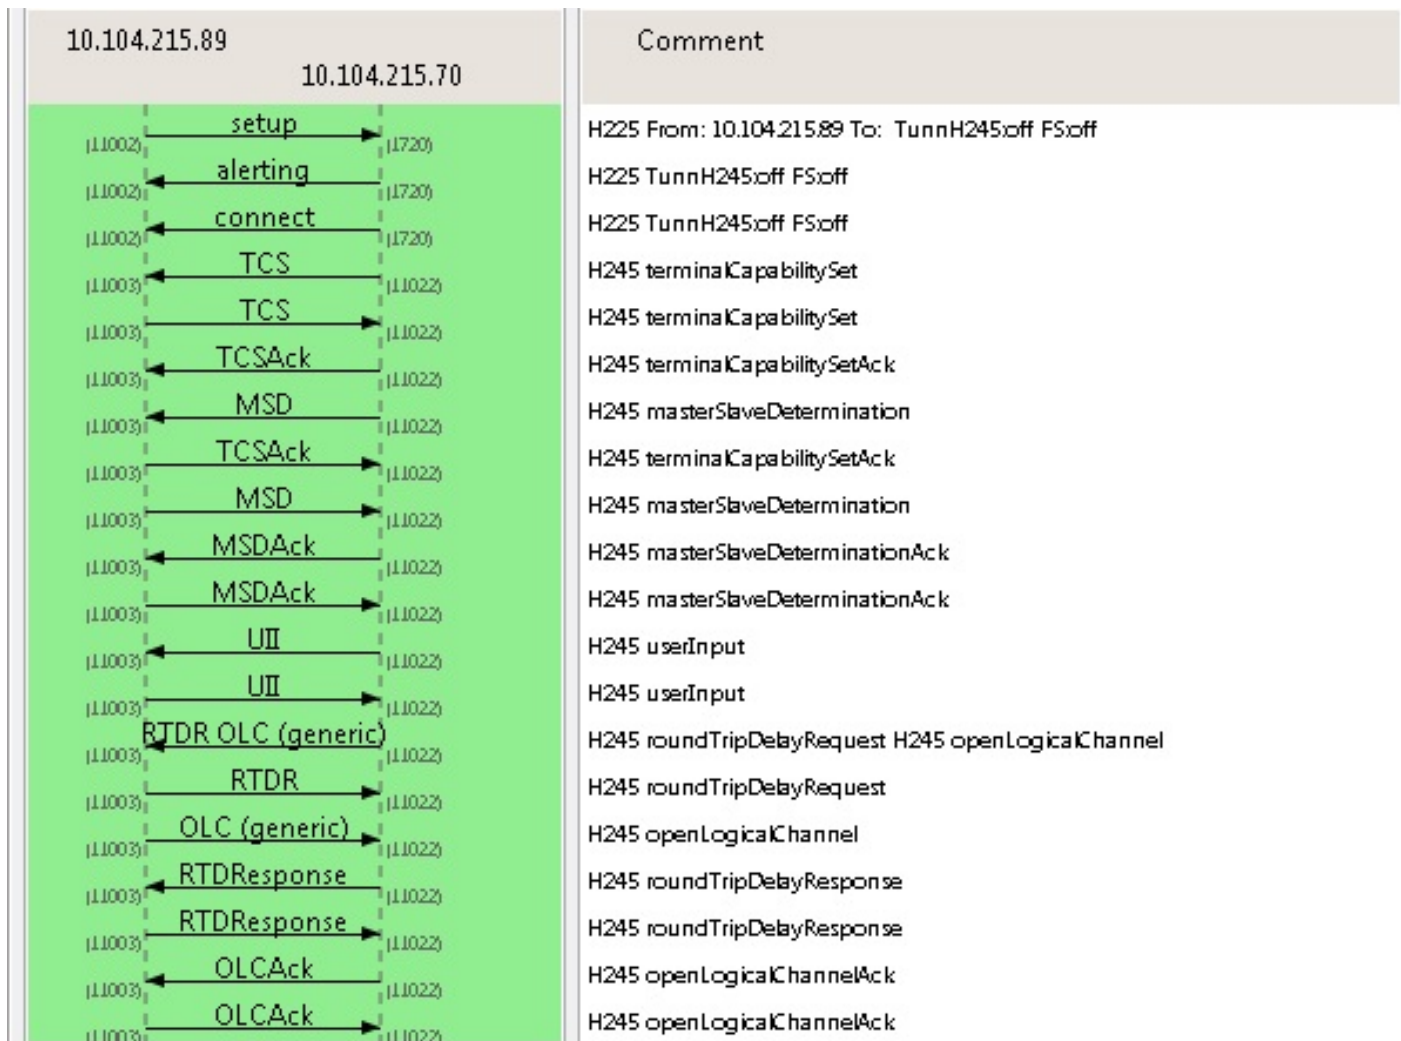 10.104.215.89
10.104.215.70
Comment
setup
(11002) (1720)
H225 From: 10.104.215.89 To: TunnH245:off FS:off
alerting
(11002) (1720)
H225 TunnH245:off FS:off
connect
(11002) (1720)
H225 TunnH245:off FS:off
TCS
(11003) (11022)
H245 terminalCapabilitySet
TCS
(11003) (11022)
H245 terminalCapabilitySet
TCSAck
(11003) (11022)
H245 terminalCapabilitySetAck
MSD
(11003) (11022)
H245 masterSlaveDetermination
TCSAck
(11003) (11022)
H245 terminalCapabilitySetAck
MSD
(11003) (11022)
H245 masterSlaveDetermination
MSDAck
(11003) (11022)
H245 masterSlaveDeterminationAck
MSDAck
(11003) (11022)
H245 masterSlaveDeterminationAck
UII
(11003) (11022)
H245 userInput
UII
(11003) (11022)
H245 userInput
RTDR OLC (generic)
(11003) (11022)
H245 roundTripDelayRequest H245 openLogicalChannel
RTDR
(11003) (11022)
H245 roundTripDelayRequest
OLC (generic)
(11003) (11022)
H245 openLogicalChannel
RTDResponse
(11003) (11022)
H245 roundTripDelayResponse
RTDResponse
(11003) (11022)
H245 roundTripDelayResponse
OLCAck
(11003) (11022)
H245 openLogicalChannelAck
OLCAck
(11003) (11022)
H245 openLogicalChannelAck